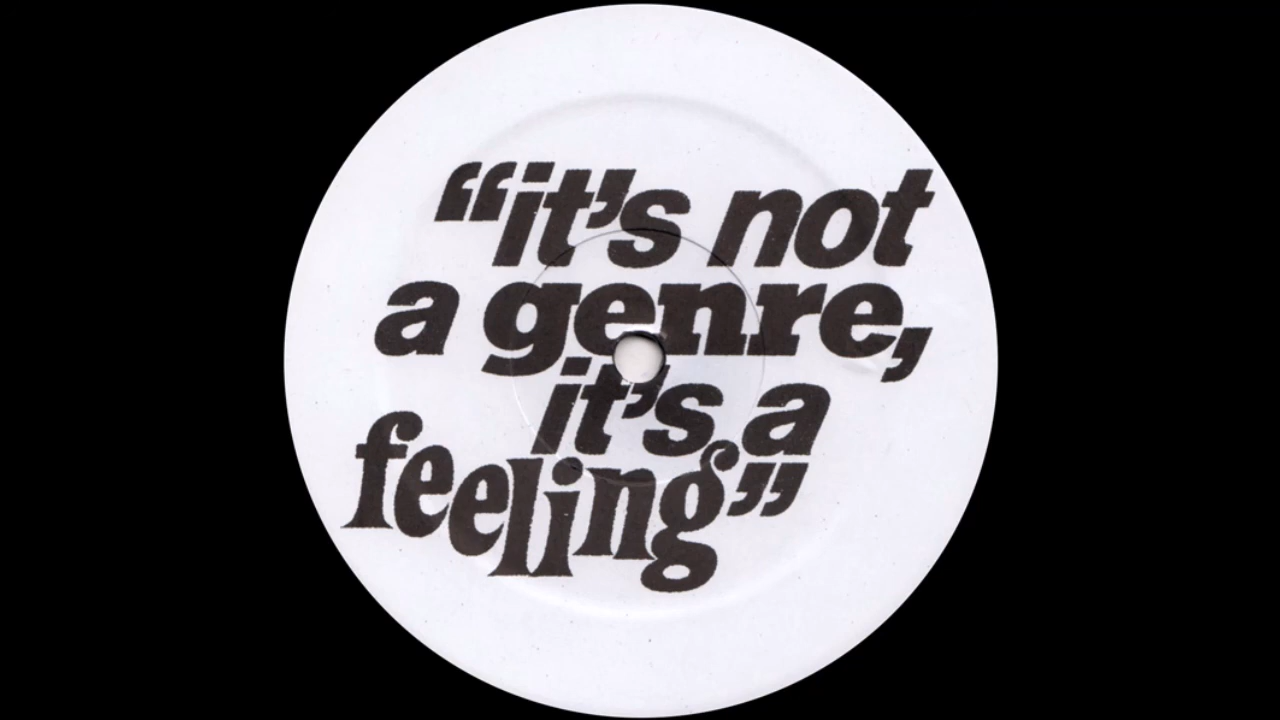 “it's not
a genre,
it's a
feeling”